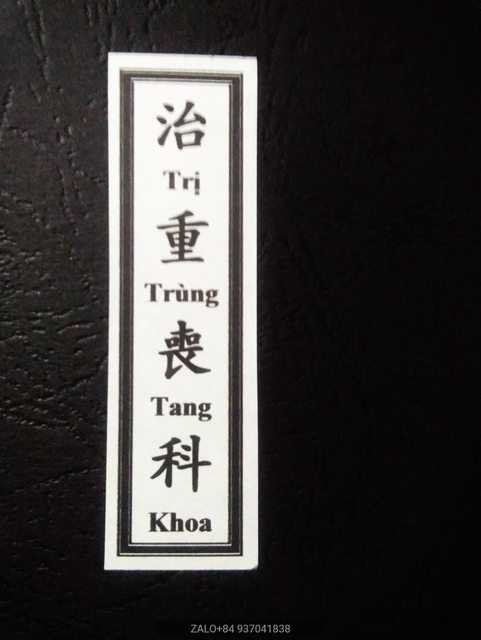 治
Trị
重
Trùng
喪
Tang
科
Khoa
ZALO+84 937041838